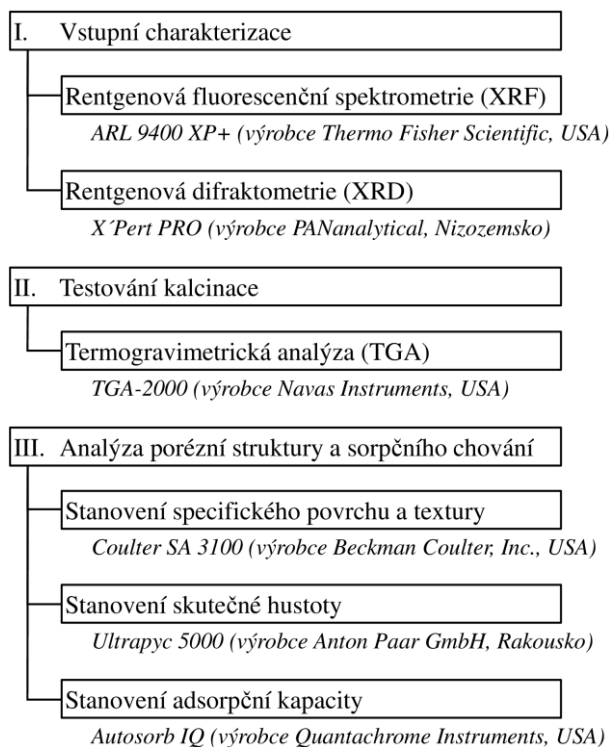 I. Vstupní charakterizace
Rentgenová fluorescenční spektrometrie (XRF)
ARL 9400 XP+ (výrobce Thermo Fisher Scientific, USA)
Rentgenová difraktometrie (XRD)
X´Pert PRO (výrobce PANanalytical, Nizozemsko)
II. Testování kalcinace
Termogravimetrická analýza (TGA)
TGA-2000 (výrobce Navas Instruments, USA)
III. Analýza porézní struktury a sorpčního chování
Stanovení specifického povrchu a textury
Coulter SA 3100 (výrobce Beckman Coulter, Inc., USA)
Stanovení skutečné hustoty
Ultrapyc 5000 (výrobce Anton Paar GmbH, Rakousko)
Stanovení adsorpční kapacity
Autosorb IQ (výrobce Quantachrome Instruments, USA)